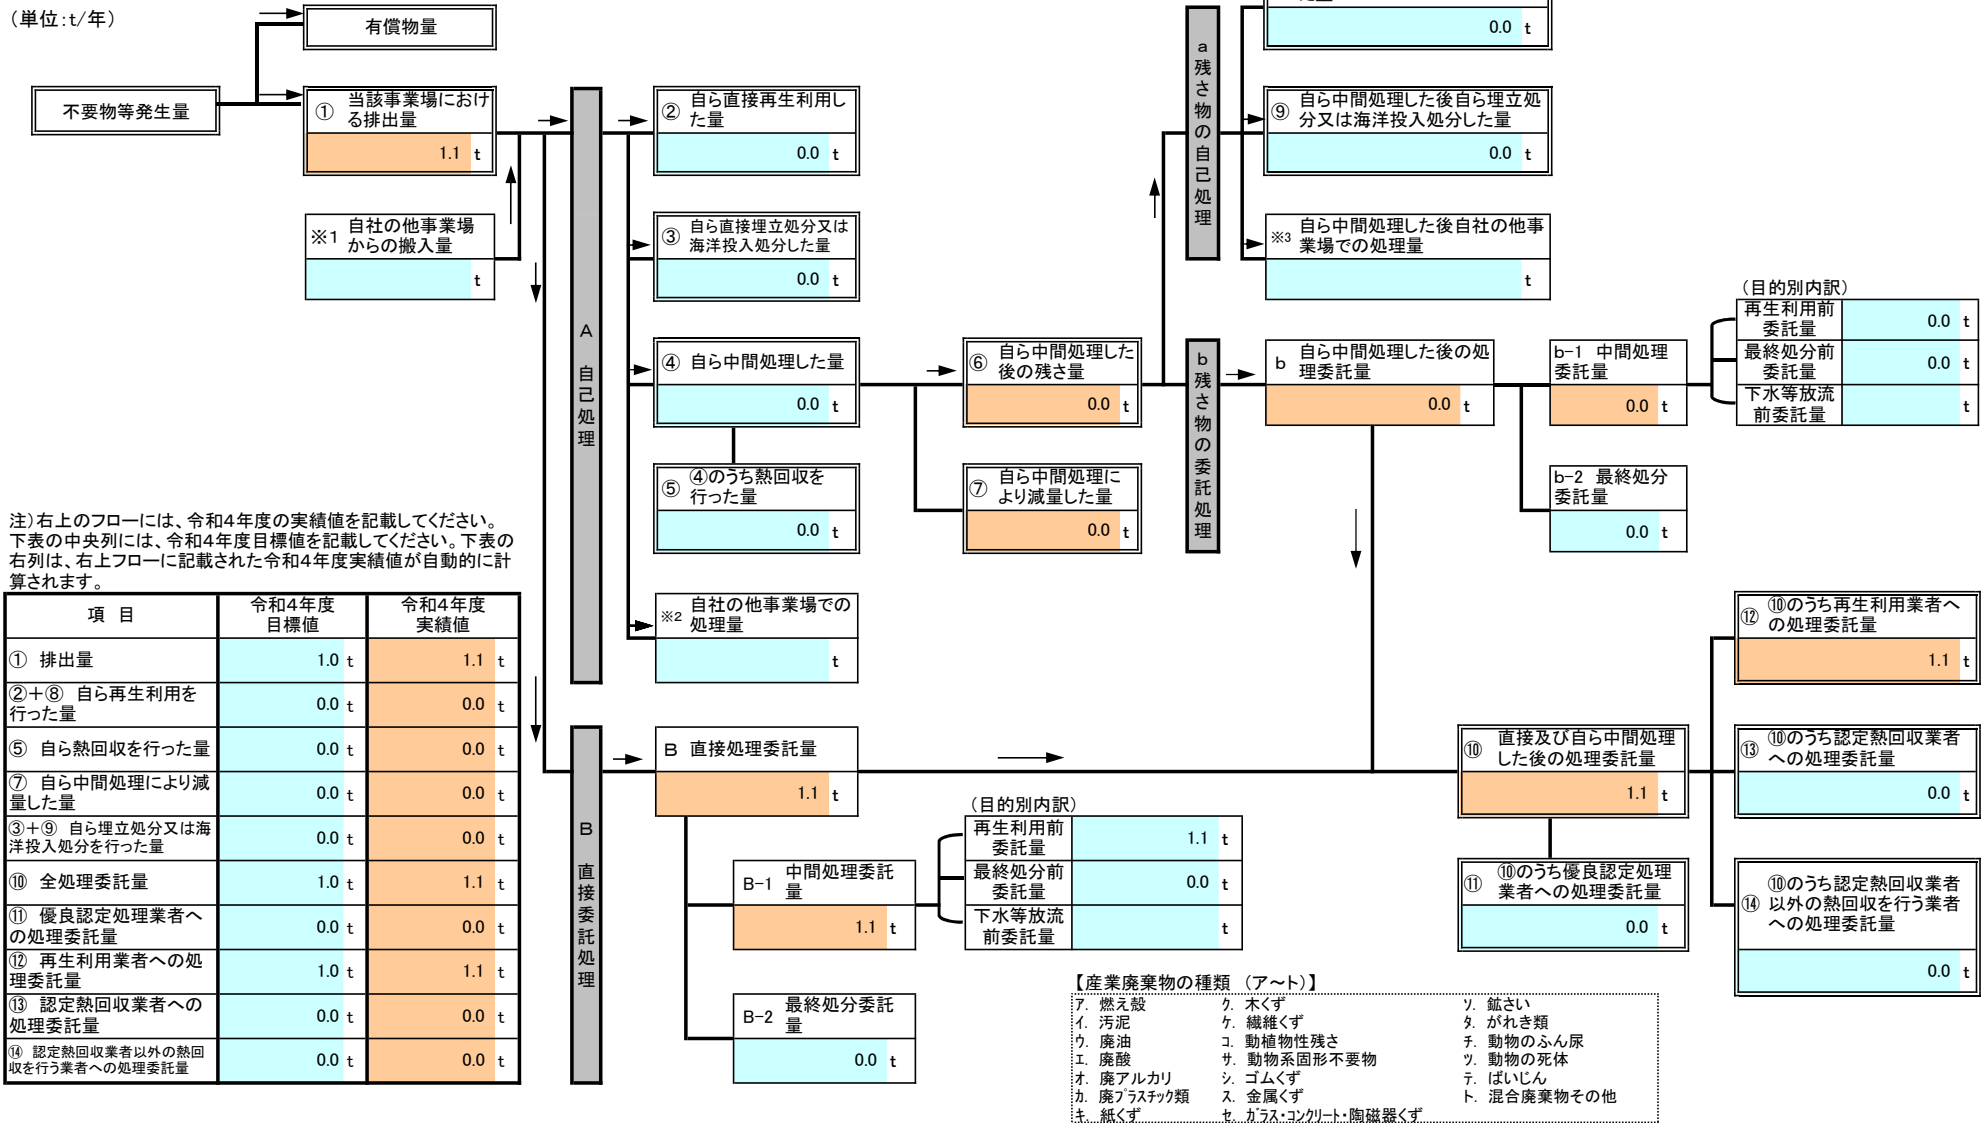 （単位：t/年）
有償物量
不要物等発生量
① 当該事業場におけ
る排出量
1.1 t
※1 自社の他事業場
からの搬入量
t
A 自己処理
② 自ら直接再生利用し
た量
0.0 t
③ 自ら直接埋立処分又は
海洋投入処分した量
0.0 t
④ 自ら中間処理した量
0.0 t
⑤ ④のうち熱回収を
行った量
0.0 t
※2 自社の他事業場での
処理量
t
⑥ 自ら中間処理した
後の残さ量
0.0 t
⑦ 自ら中間処理に
より減量した量
0.0 t
a 残さ物の自己処理
0.0 t
⑨ 自ら中間処理した後自ら埋立処
分又は海洋投入処分した量
0.0 t
※3 自ら中間処理した後自社の他事
業場での処理量
t
b 残さ物の委託処理
b 自ら中間処理した後の処
理委託量
0.0 t
b-1 中間処理
委託量
0.0 t
b-2 最終処分
委託量
0.0 t
（目的別内訳）
再生利用前
委託量
0.0 t
最終処分前
委託量
0.0 t
下水等放流
前委託量
t
注）右上のフローには、令和４年度の実績値を記載してください。
下表の中央列には、令和４年度目標値を記載してください。下表の
右列は、右上フローに記載された令和４年度実績値が自動的に計
算されます。
項 目 令和４年度 令和４年度
目標値 実績値
① 排出量 1.0 t 1.1 t
②＋⑧ 自ら再生利用を
行った量 0.0 t 0.0 t
⑤ 自ら熱回収を行った量 0.0 t 0.0 t
⑦ 自ら中間処理により減
量した量 0.0 t 0.0 t
③＋⑨ 自ら埋立処分又は海
洋投入処分を行った量 0.0 t 0.0 t
⑩ 全処理委託量 1.0 t 1.1 t
⑪ 優良認定処理業者へ
の処理委託量 0.0 t 0.0 t
⑫ 再生利用業者への処
理委託量 1.0 t 1.1 t
⑬ 認定熱回収業者への
処理委託量 0.0 t 0.0 t
⑭ 認定熱回収業者以外の熱回
収を行う業者への処理委託量 0.0 t 0.0 t
B 直接委託処理
B 直接処理委託量
1.1 t
B-1 中間処理委託
量
1.1 t
B-2 最終処分委託
量
0.0 t
（目的別内訳）
再生利用前
委託量
1.1 t
最終処分前
委託量
0.0 t
下水等放流
前委託量
t
⑩ 直接及び自ら中間処理
した後の処理委託量
1.1 t
⑪ ⑩のうち優良認定処理
業者への処理委託量
0.0 t
⑫ ⑩のうち再生利用業者へ
の処理委託量
1.1 t
⑬ ⑩のうち認定熱回収業者
への処理委託量
0.0 t
⑭ ⑩のうち認定熱回収業者
以外の熱回収を行う業者
への処理委託量
0.0 t
【産業廃棄物の種類 （ア～ト）】
ア. 燃え殻 ク. 木くず ソ. 鉱さい
イ. 汚泥 ケ. 繊維くず タ. がれき類
ウ. 廃油 コ. 動植物性残さ チ. 動物のふん尿
エ. 廃酸 サ. 動物系固形不要物 ツ. 動物の死体
オ. 廃アルカリ シ. ゴムくず テ. ばいじん
カ. 廃プラスチック類 ス. 金属くず ト. 混合廃棄物その他
キ. 紙くず セ. ガラス・コンクリート・陶磁器くず